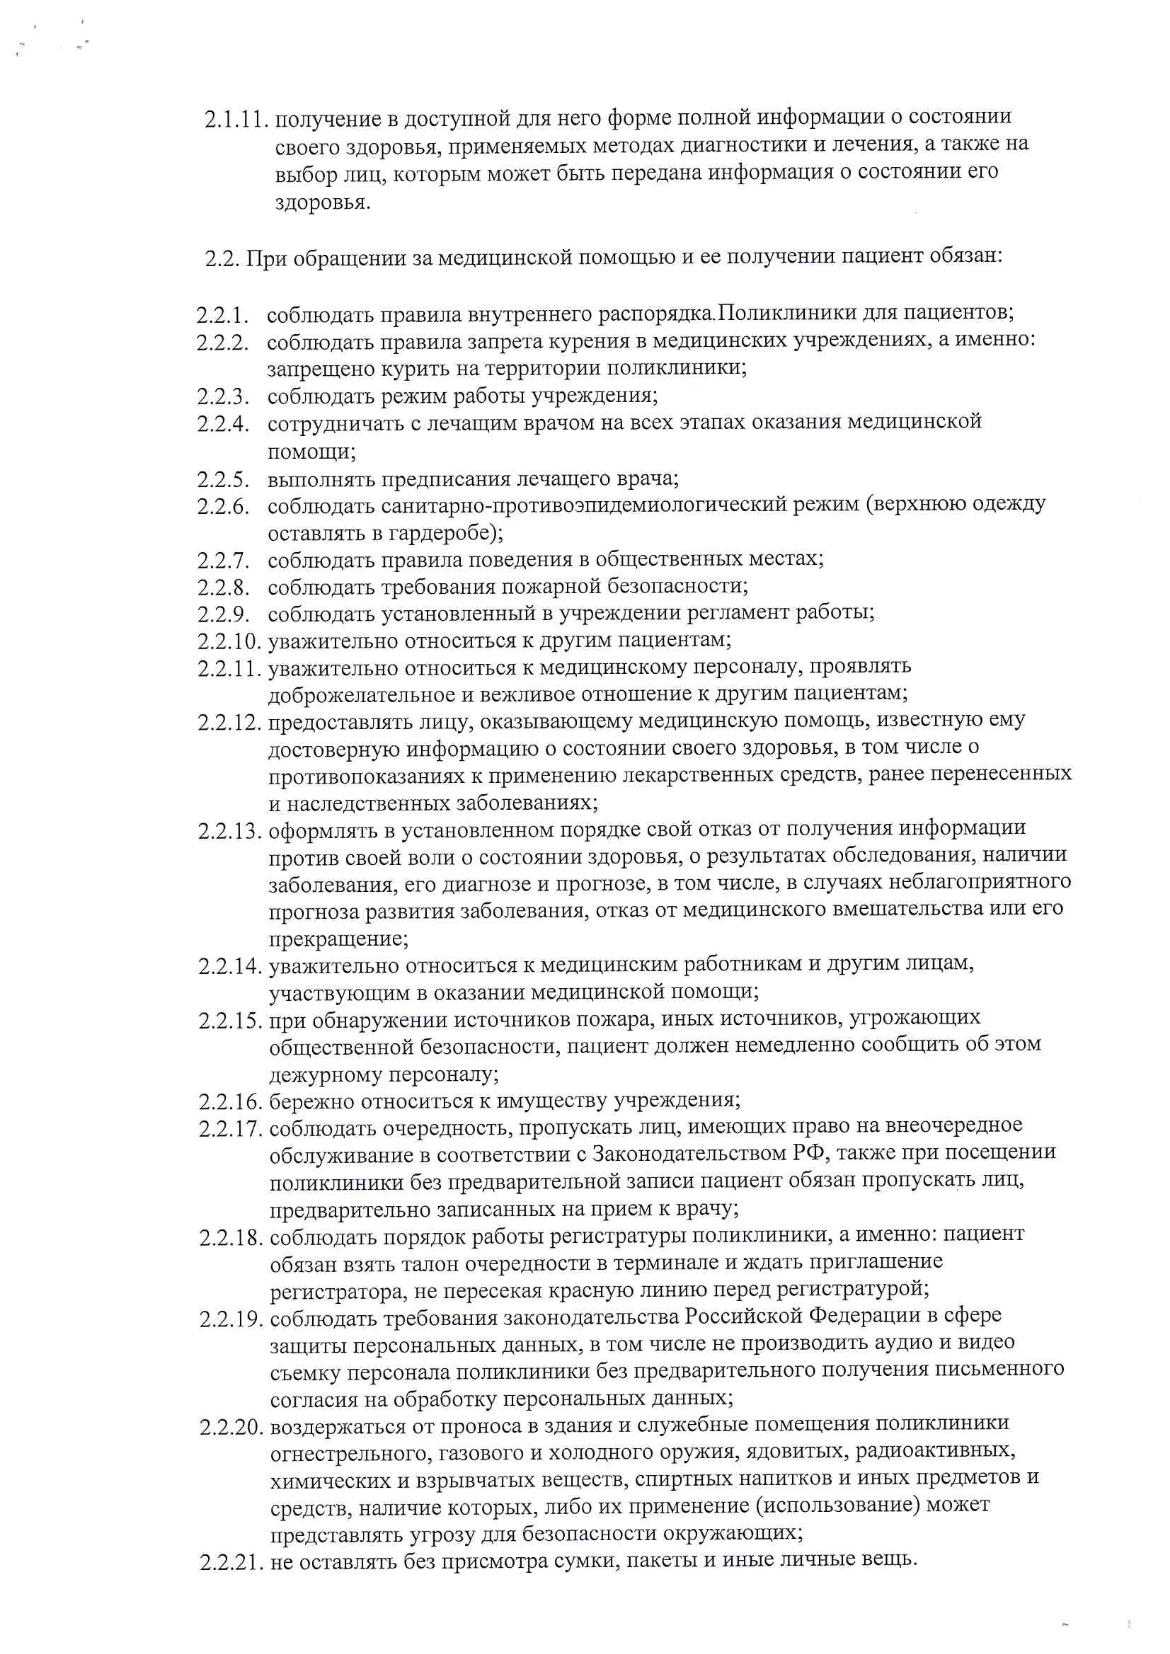 2.1.11. получение в доступной для него форме полной информации о состоянии
своего здоровья, применяемых методах диагностики и лечения, а также на
выбор лиц, которым может быть передана информация о состоянии его
здоровья.
2.2. При обращении за медицинской помощью и ее получении пациент обязан:
2.2.1. соблюдать правила внутреннего распорядка.Поликлиники для пациентов;
2.2.2. соблюдать правила запрета курения в медицинских учреждениях, а именно:
запрещено курить на территории поликлиники;
2.2.3. соблюдать режим работы учреждения;
2.2.4. сотрудничать с лечащим врачом на всех этапах оказания медицинской
помощи;
2.2.5. выполнять предписания лечащего врача;
2.2.6. соблюдать санитарно-противоэпидемиологический режим (верхнюю одежду
оставлять в гардеробе);
2.2.7. соблюдать правила поведения в общественных местах;
2.2.8. соблюдать требования пожарной безопасности;
2.2.9. соблюдать установленный в учреждении регламент работы;
2.2.10. уважительно относиться к другим пациентам;
2.2.11. уважительно относиться к медицинскому персоналу, проявлять
доброжелательное и вежливое отношение к другим пациентам;
2.2.12. предоставлять лицу, оказывающему медицинскую помощь, известную ему
достоверную информацию о состоянии своего здоровья, в том числе о
противопоказаниях к применению лекарственных средств, ранее перенесенных
и наследственных заболеваниях;
2.2.13. оформлять в установленном порядке свой отказ от получения информации
против своей воли о состоянии здоровья, о результатах обследования, наличии
заболевания, его диагнозе и прогнозе, в том числе, в случаях неблагоприятного
прогноза развития заболевания, отказ от медицинского вмешательства или его
прекращение;
2.2.14. уважительно относиться к медицинским работникам и другим лицам,
участвующим в оказании медицинской помощи;
2.2.15. при обнаружении источников пожара, иных источников, угрожающих
общественной безопасности, пациент должен немедленно сообщить об этом
дежурному персоналу;
2.2.16. бережно относиться к имуществу учреждения;
2.2.17. соблюдать очередность, пропускать лиц, имеющих право на внеочередное
обслуживание в соответствии с Законодательством РФ, также при посещении
поликлиники без предварительной записи пациент обязан пропускать лиц,
предварительно записанных на прием к врачу;
2.2.18. соблюдать порядок работы регистратуры поликлиники, а именно: пациент
обязан взять талон очередности в терминале и ждать приглашение
регистратора, не пересекая красную линию перед регистратурой;
2.2.19. соблюдать требования законодательства Российской Федерации в сфере
защиты персональных данных, в том числе не производить аудио и видео
съемку персонала поликлиники без предварительного получения письменного
согласия на обработку персональных данных;
2.2.20. воздержаться от проноса в здания и служебные помещения поликлиники
огнестрельного, газового и холодного оружия, ядовитых, радиоактивных,
химических и взрывчатых веществ, спиртных напитков и иных предметов и
средств, наличие которых, либо их применение (использование) может
представлять угрозу для безопасности окружающих;
2.2.21. не оставлять без присмотра сумки, пакеты и иные личные вещь.